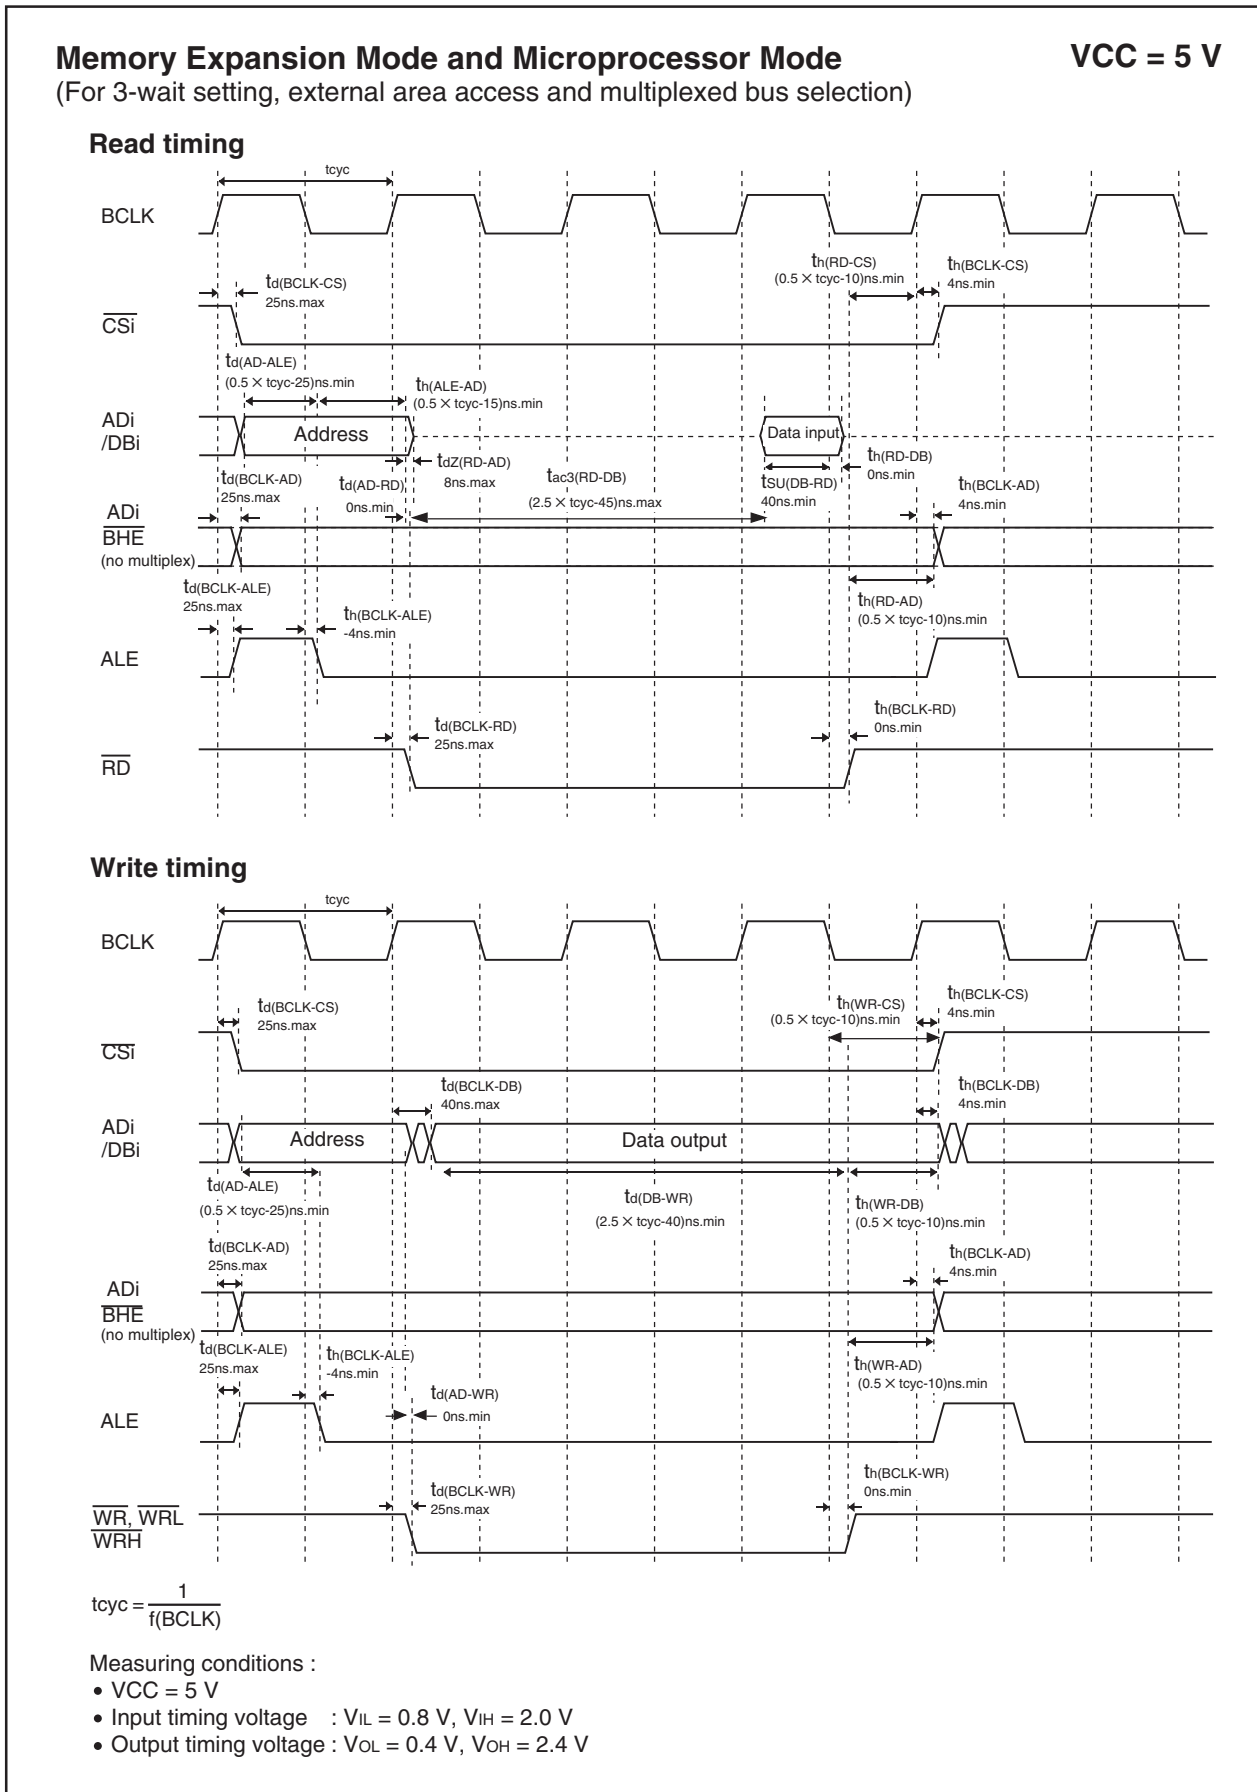 Memory Expansion Mode and Microprocessor Mode VCC = 5 V
(For 3-wait setting, external area access and multiplexed bus selection)
Read timing
tcyc
BCLK
th(RD-CS)
(0.5 × tcyc-10)ns.min
th(BCLK-CS)
4ns.min
td(BCLK-CS)
25ns.max
CSi
td(AD-ALE)
(0.5 × tcyc-25)ns.min
th(ALE-AD)
(0.5 × tcyc-15)ns.min
ADi
/DBi
Address
Data input
td(BCLK-AD)
25ns.max
td(AD-RD)
0ns.min
tdZ(RD-AD)
8ns.max
tac3(RD-DB)
(2.5 × tcyc-45)ns.max
tSU(DB-RD)
40ns.min
th(RD-DB)
0ns.min
th(BCLK-AD)
4ns.min
ADi
BHE
(no multiplex)
td(BCLK-ALE)
25ns.max
th(BCLK-ALE)
-4ns.min
th(RD-AD)
(0.5 × tcyc-10)ns.min
ALE
td(BCLK-RD)
25ns.max
th(BCLK-RD)
0ns.min
RD
Write timing
tcyc
BCLK
td(BCLK-CS)
25ns.max
th(WR-CS)
(0.5 × tcyc-10)ns.min
th(BCLK-CS)
4ns.min
CSi
td(BCLK-DB)
40ns.max
th(BCLK-DB)
4ns.min
ADi
/DBi
Address
Data output
td(AD-ALE)
(0.5 × tcyc-25)ns.min
td(DB-WR)
(2.5 × tcyc-40)ns.min
th(WR-DB)
(0.5 × tcyc-10)ns.min
td(BCLK-AD)
25ns.max
th(BCLK-AD)
4ns.min
ADi
BHE
(no multiplex)
td(BCLK-ALE)
25ns.max
th(BCLK-ALE)
-4ns.min
td(AD-WR)
0ns.min
th(WR-AD)
(0.5 × tcyc-10)ns.min
ALE
td(BCLK-WR)
25ns.max
th(BCLK-WR)
0ns.min
WR, WRL
WRH
tcyc = 1
f(BCLK)
Measuring conditions :
• VCC = 5 V
• Input timing voltage : VIL = 0.8 V, VIH = 2.0 V
• Output timing voltage : VOL = 0.4 V, VOH = 2.4 V